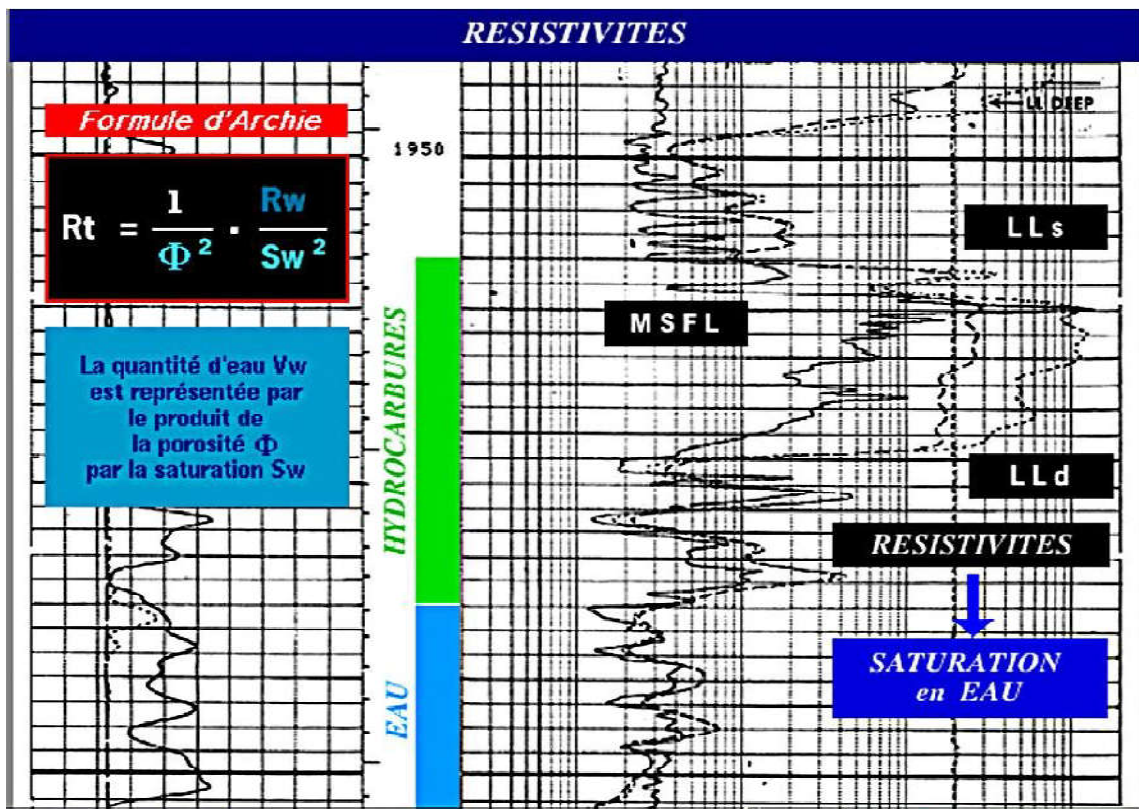 RESISTIVITES
Formule d'Archie
Rt = 1 / Φ² · Rw / Sw²
La quantité d'eau Vw
est représentée par
le produit de
la porosité Φ
par la saturation Sw
1950
HYDROCARBURES
EAU
LL DEEP
LLs
MSFL
LLd
RESISTIVITES
SATURATION
en EAU